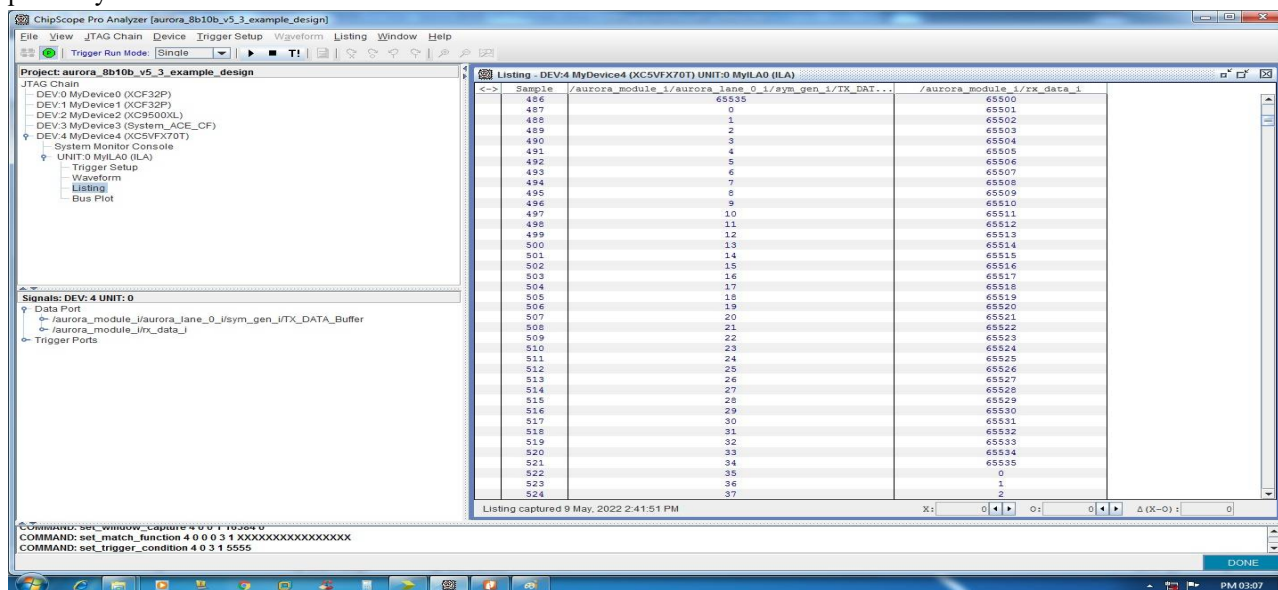 ChipScope Pro Analyzer [aurora_8b10b_v5_3_example_design]
File View JTAG Chain Device Trigger Setup Waveform Listing Window Help
Trigger Run Mode: Single T!
Project: aurora_8b10b_v5_3_example_design
JTAG Chain
DEV:0 MyDevice0 (XCF32P)
DEV:1 MyDevice1 (XCF32P)
DEV:2 MyDevice2 (XC9500XL)
DEV:3 MyDevice3 (System_ACE_CF)
DEV:4 MyDevice4 (XC5VFX70T)
System Monitor Console
UNIT:0 MyILA0 (ILA)
Trigger Setup
Waveform
Listing
Bus Plot
Signals: DEV: 4 UNIT: 0
Data Port
/aurora_module_i/aurora_lane_0_i/sym_gen_i/TX_DATA_Buffer
/aurora_module_i/rx_data_i
Trigger Ports
Listing - DEV:4 MyDevice4 (XC5VFX70T) UNIT:0 MyILA0 (ILA)
<-> Sample /aurora_module_i/aurora_lane_0_i/sym_gen_i/TX_DAT... /aurora_module_i/rx_data_i
486 65535 65500
487 0 65501
488 1 65502
489 2 65503
490 3 65504
491 4 65505
492 5 65506
493 6 65507
494 7 65508
495 8 65509
496 9 65510
497 10 65511
498 11 65512
499 12 65513
500 13 65514
501 14 65515
502 15 65516
503 16 65517
504 17 65518
505 18 65519
506 19 65520
507 20 65521
508 21 65522
509 22 65523
510 23 65524
511 24 65525
512 25 65526
513 26 65527
514 27 65528
515 28 65529
516 29 65530
517 30 65531
518 31 65532
519 32 65533
520 33 65534
521 34 65535
522 35 0
523 36 1
524 37 2
Listing captured 9 May, 2022 2:41:51 PM X: 0 O: 0 Δ (X-O) : 0
COMMAND: set_window_capture 4 0 0 1 16384 0
COMMAND: set_match_function 4 0 0 0 3 1 XXXXXXXXXXXXXXXX
COMMAND: set_trigger_condition 4 0 3 1 5555
DONE
PM 03:07